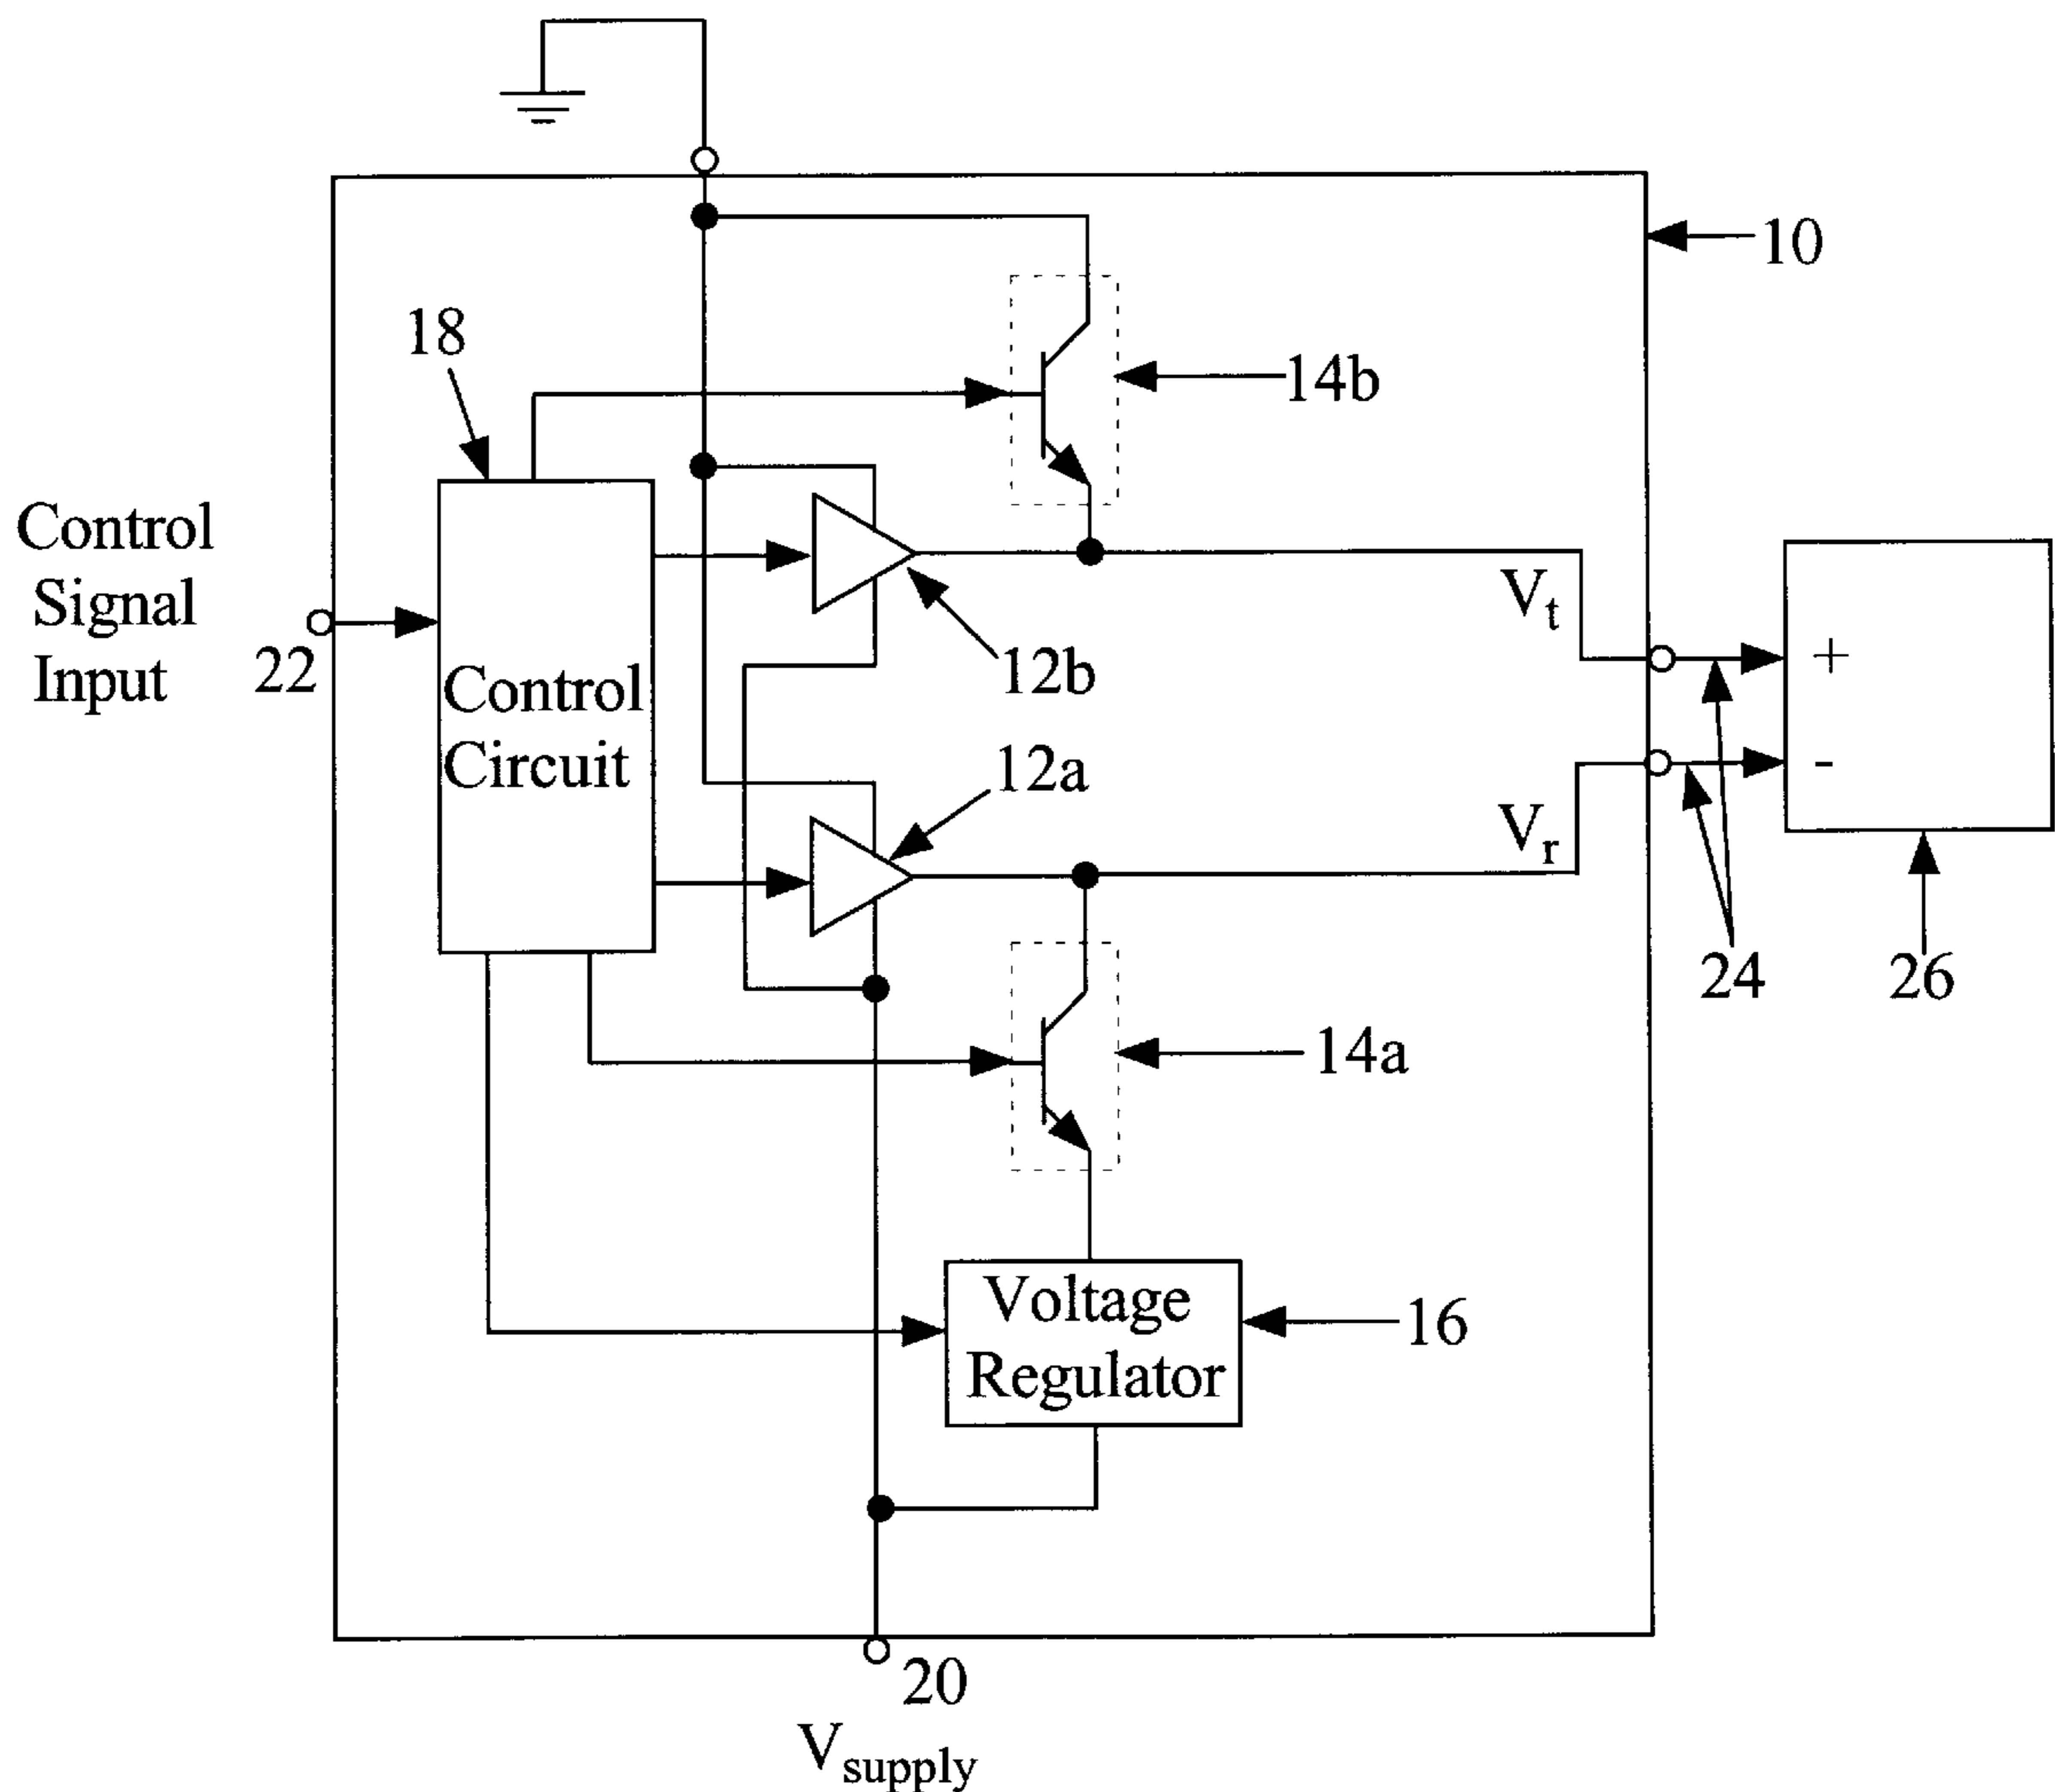 10
18
14b
Control
Signal
Input
22
Control
Circuit
12b
V_t
+
-
12a
V_r
24
26
14a
Voltage
Regulator
16
20
V_supply